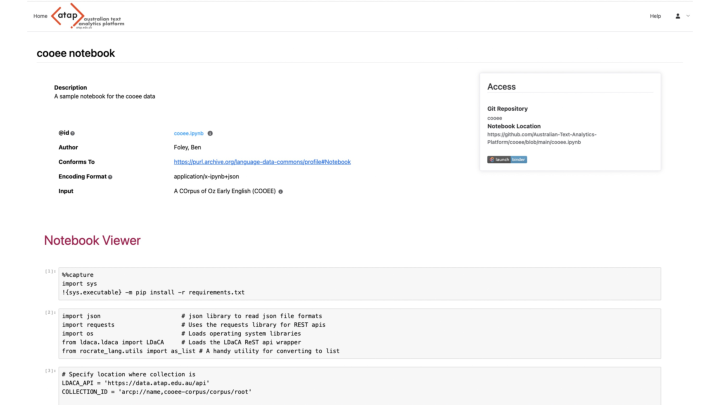 Home
atap
australian text
analytics platform
Help
cooee notebook
Description
A sample notebook for the cooee data
@id
cooee.ipynb
Author
Foley, Ben
Conforms To
https://purl.archive.org/language-data-commons/profile#Notebook
Encoding Format
application/x-ipynb+json
Input
A COrpus of Oz Early English (COOEE)
Access
Git Repository
cooee
Notebook Location
https://github.com/Australian-Text-Analytics-
Platform/cooee/blob/main/cooee.ipynb
launch binder
Notebook Viewer
[1]:
%%capture
import sys
!{sys.executable} -m pip install -r requirements.txt
[2]:
import json # json library to read json file formats
import requests # Uses the requests library for REST apis
import os # Loads operating system libraries
from ldaca.ldaca import LDaCA # Loads the LDaCA ReST api wrapper
from rocrate_lang.utils import as_list # A handy utility for converting to list
[3]:
# Specify location where collection is
LDACA_API = 'https://data.atap.edu.au/api'
COLLECTION_ID = 'arcp://name,cooee-corpus/corpus/root'